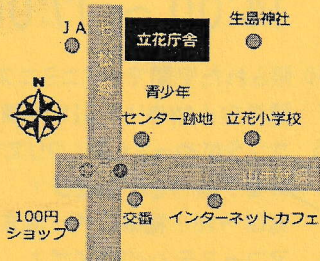 JA
立花庁舎
生島神社
N
青少年
センター跡地
立花小学校
100円
ショップ
交番
インターネットカフェ